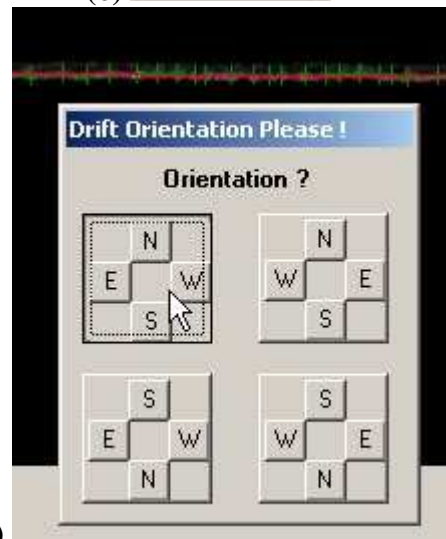 Drift Orientation Please !
Orientation ?
N N
E W W E
S S
S S
E W W E
N N